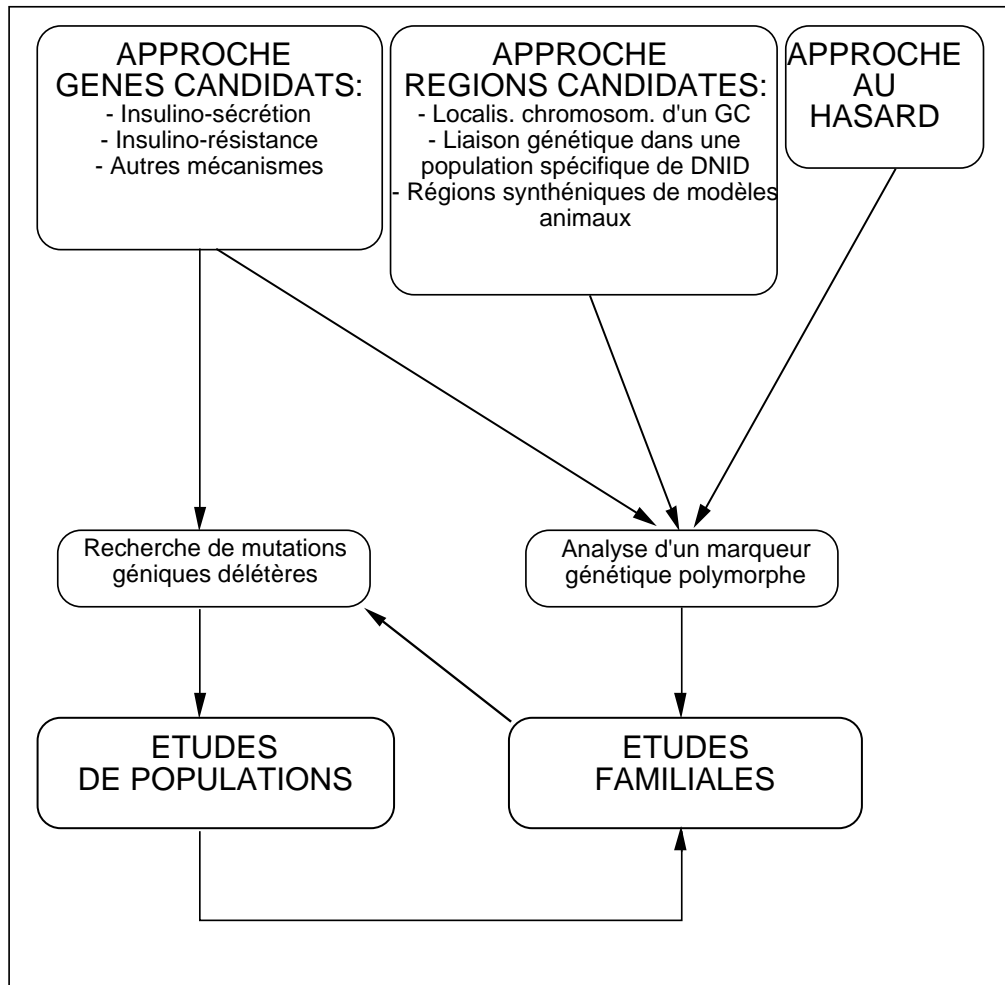 APPROCHE
GENES CANDIDATS:
- Insulino-sécrétion
- Insulino-résistance
- Autres mécanismes
APPROCHE
REGIONS CANDIDATES:
- Localis. chromosom. d'un GC
- Liaison génétique dans une
population spécifique de DNID
- Régions synthéniques de modèles
animaux
APPROCHE
AU
HASARD
Recherche de mutations
géniques délétères
Analyse d'un marqueur
génétique polymorphe
ETUDES
DE POPULATIONS
ETUDES
FAMILIALES